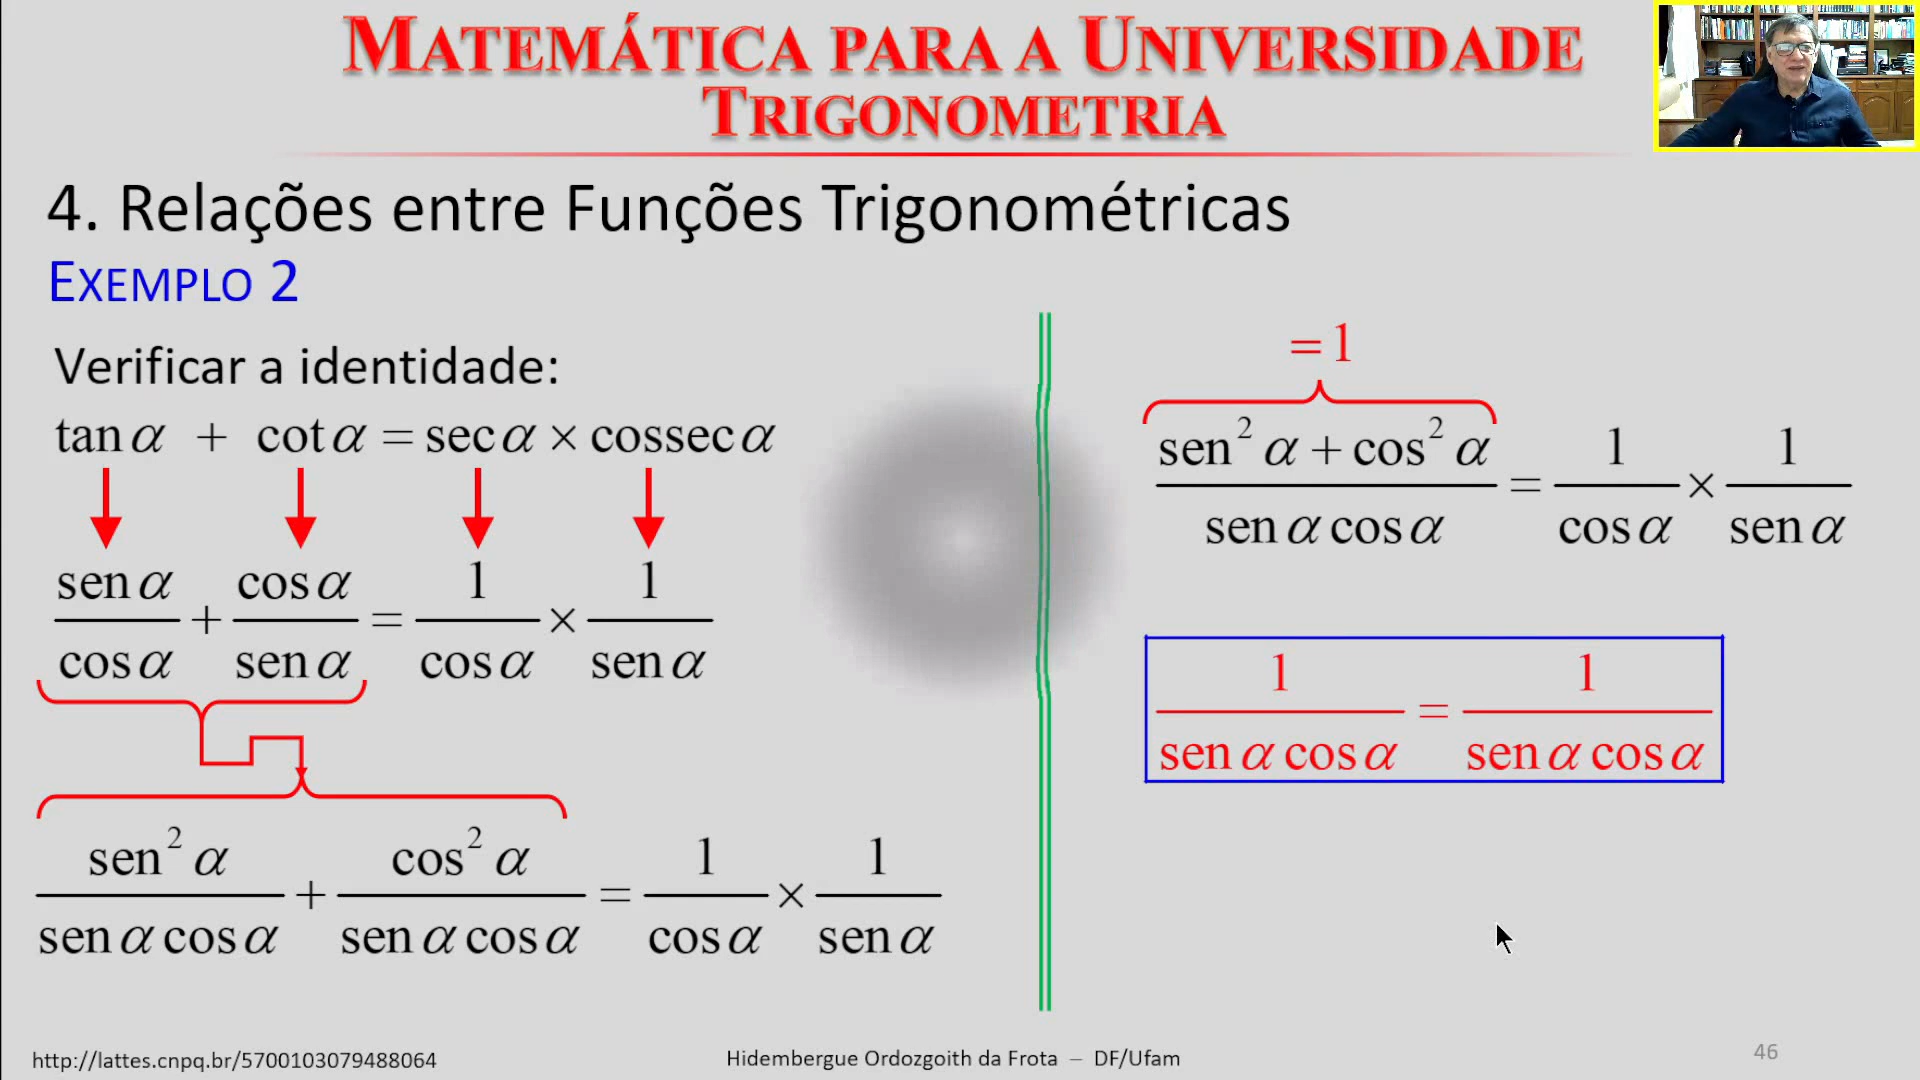 MATEMÁTICA PARA A UNIVERSIDADE
TRIGONOMETRIA
4. Relações entre Funções Trigonométricas
EXEMPLO 2
Verificar a identidade:
tan α + cot α = sec α × cossec α
sen α / cos α + cos α / sen α = 1 / cos α × 1 / sen α
sen² α / sen α cos α + cos² α / sen α cos α = 1 / cos α × 1 / sen α
= 1
sen² α + cos² α / sen α cos α = 1 / cos α × 1 / sen α
1 / sen α cos α = 1 / sen α cos α
http://lattes.cnpq.br/5700103079488064
Hidembergue Ordozgoith da Frota – DF/Ufam
46